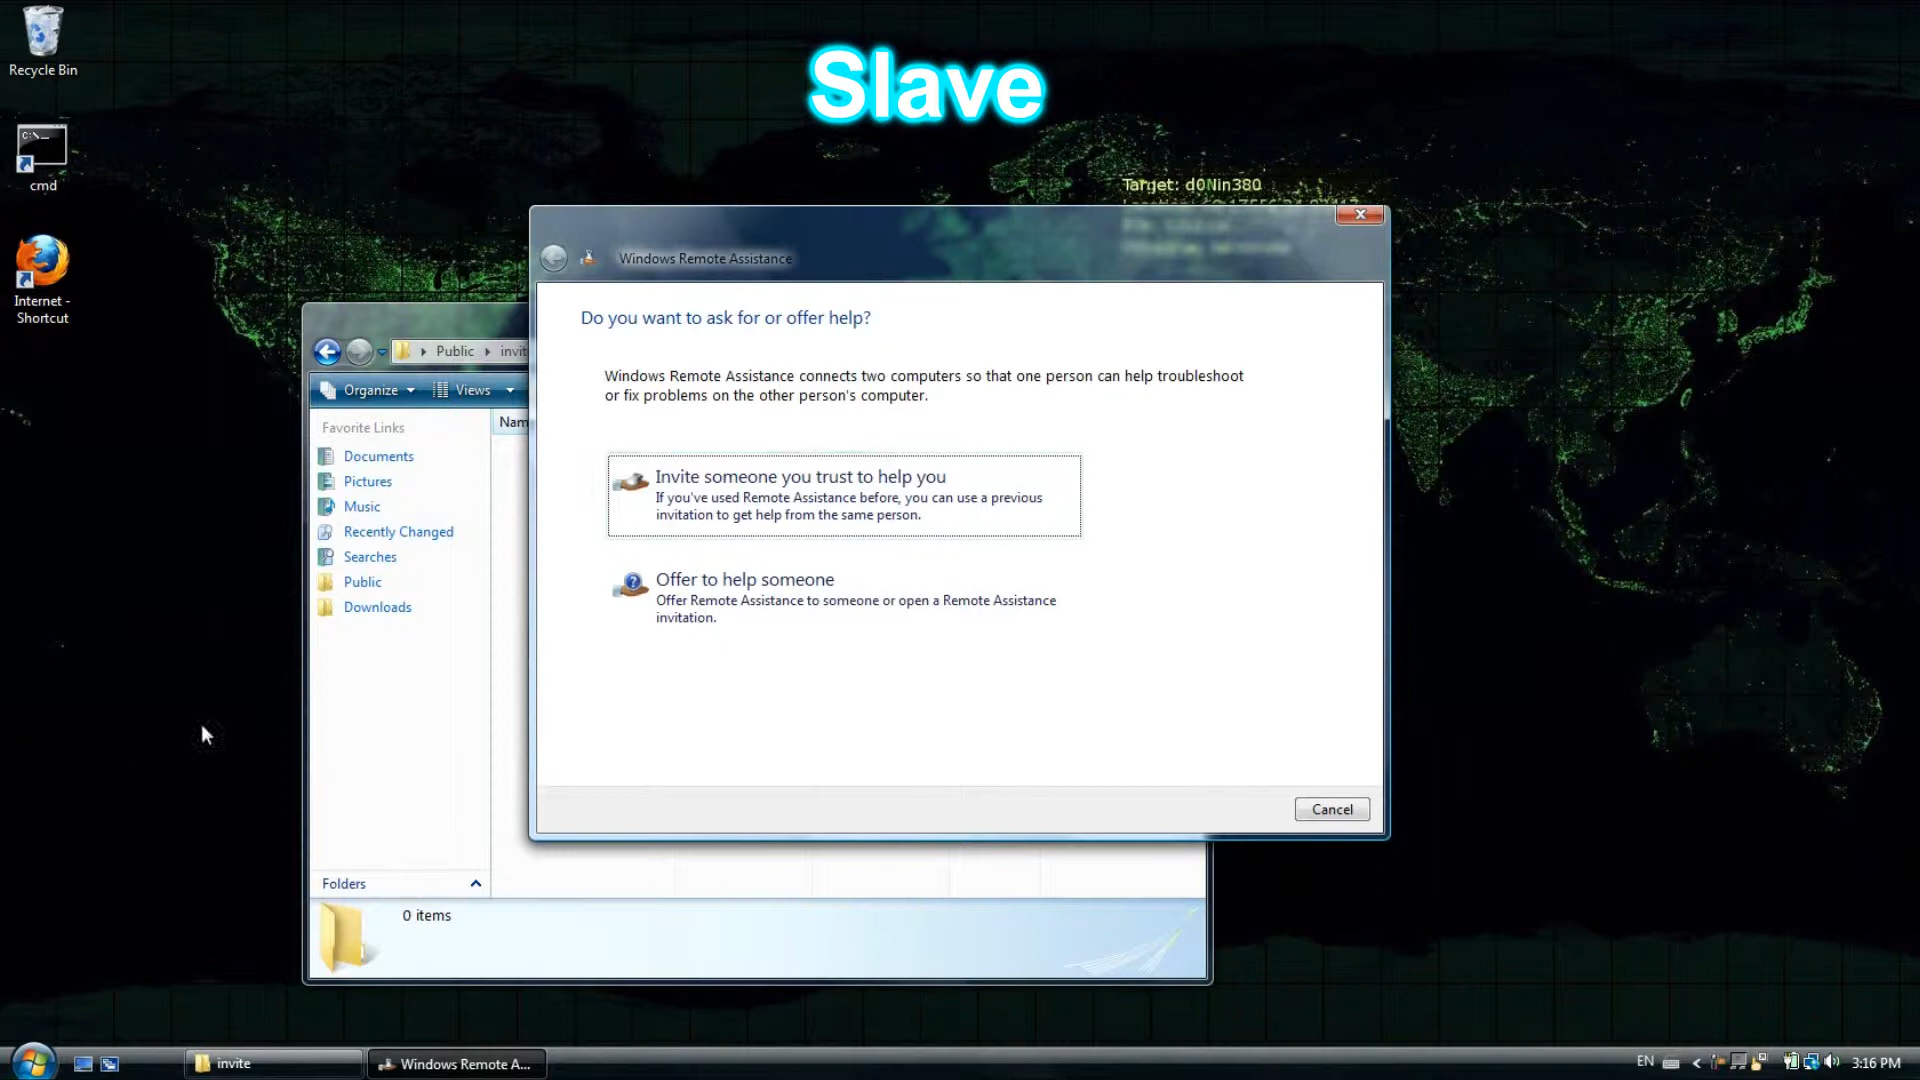 Recycle Bin
Slave
cmd
Target: d0Nin380
Internet -
Shortcut
Windows Remote Assistance
Do you want to ask for or offer help?
Windows Remote Assistance connects two computers so that one person can help troubleshoot
or fix problems on the other person's computer.
Invite someone you trust to help you
If you've used Remote Assistance before, you can use a previous
invitation to get help from the same person.
Offer to help someone
Offer Remote Assistance to someone or open a Remote Assistance
invitation.
Cancel
Public
Organize
Views
Favorite Links
Documents
Pictures
Music
Recently Changed
Searches
Public
Downloads
Folders
0 items
invite
Windows Remote A...
EN
3:16 PM